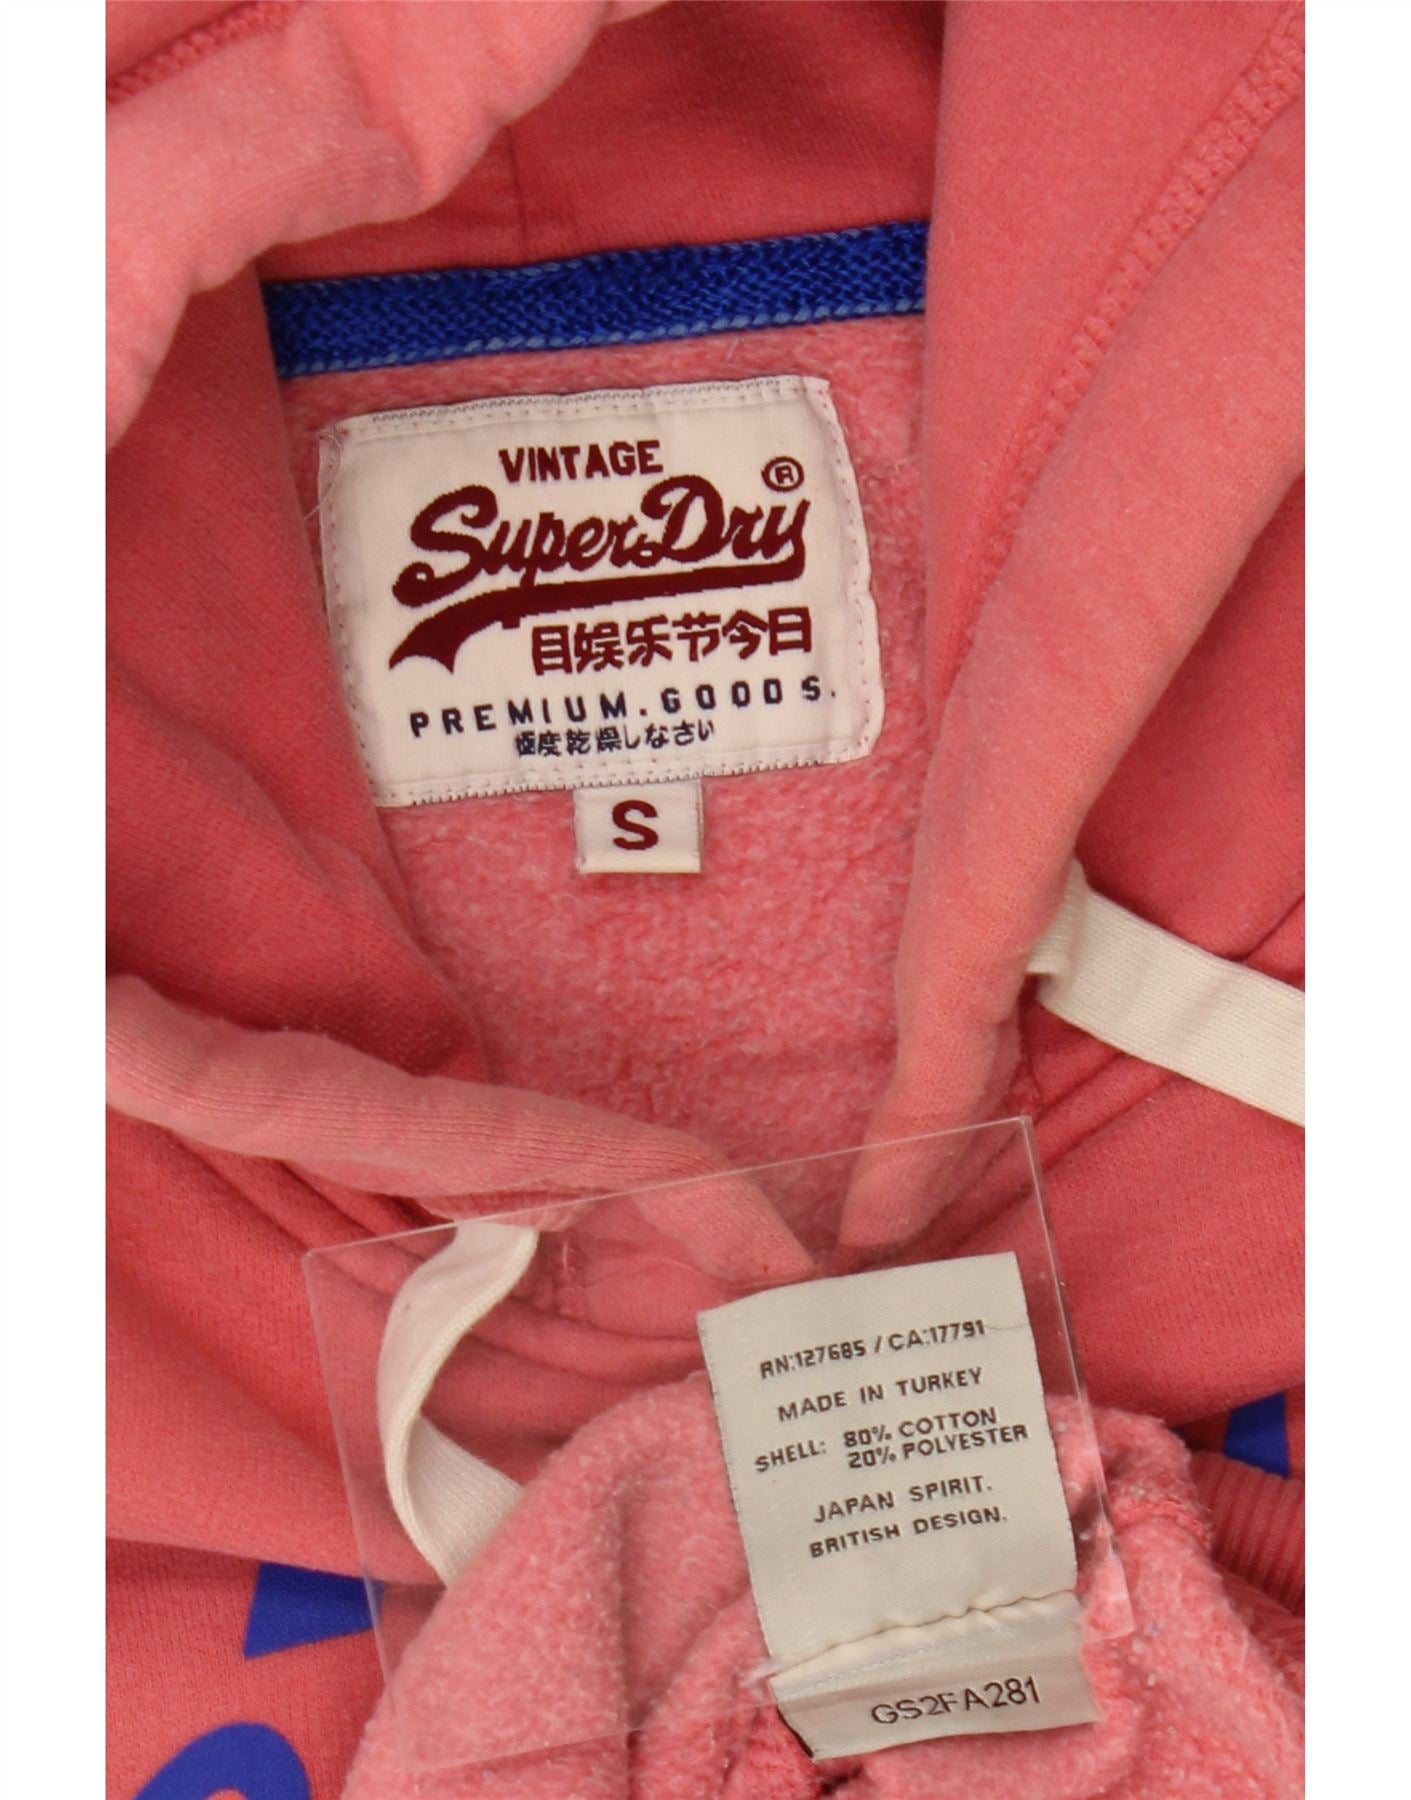 VINTAGE
SuperDry®
目娱乐节今日
PREMIUM.GOODS.
極度乾燥しなさい
S
RN:127685 / CA:17791
MADE IN TURKEY
SHELL: 80% COTTON
20% POLYESTER
JAPAN SPIRIT.
BRITISH DESIGN.
GS2FA281